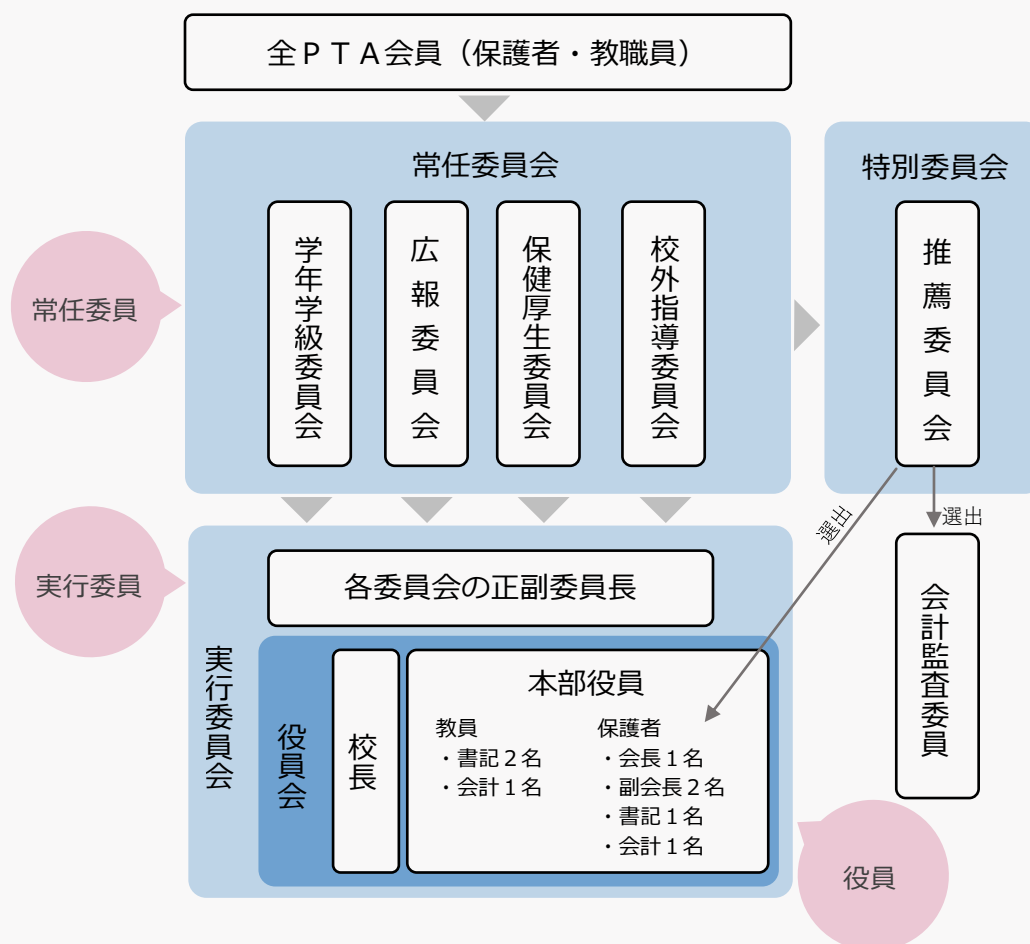 全ＰＴＡ会員（保護者・教職員）
常任委員会
特別委員会
学年学級委員会
広報委員会
保健厚生委員会
校外指導委員会
推薦委員会
常任委員
選出
選出
実行委員
各委員会の正副委員長
会計監査委員
実行委員会
役員会
校長
本部役員
教員
・書記２名
・会計１名
保護者
・会長１名
・副会長２名
・書記１名
・会計１名
役員